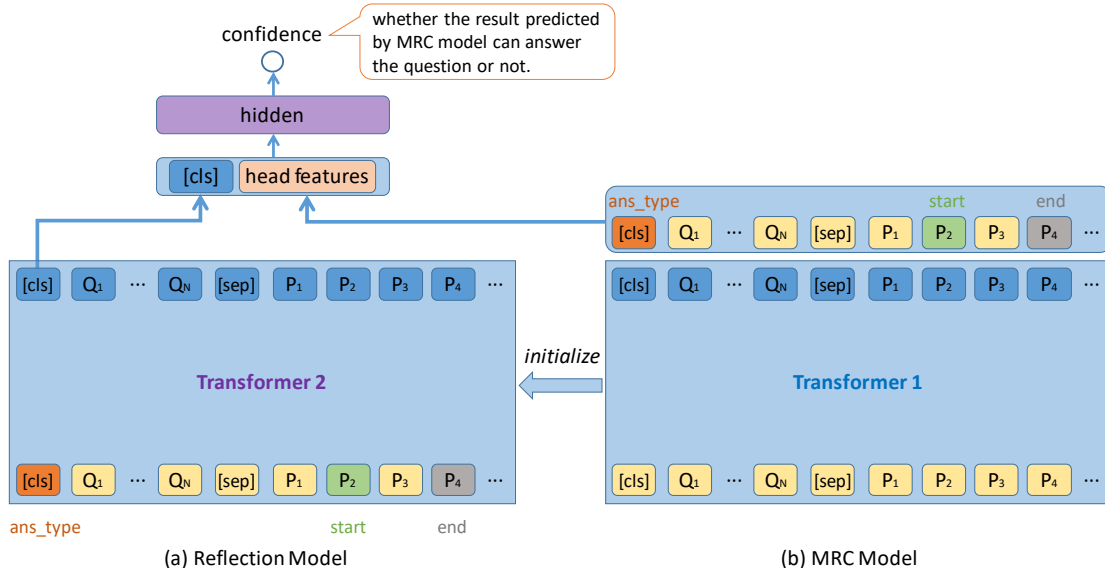 confidence
whether the result predicted
by MRC model can answer
the question or not.
hidden
[cls] head features
ans_type start end
[cls] Q1 ... QN [sep] P1 P2 P3 P4 ...
[cls] Q1 ... QN [sep] P1 P2 P3 P4 ...
[cls] Q1 ... QN [sep] P1 P2 P3 P4 ...
initialize
Transformer 2
Transformer 1
[cls] Q1 ... QN [sep] P1 P2 P3 P4 ...
[cls] Q1 ... QN [sep] P1 P2 P3 P4 ...
ans_type start end
(a) Reflection Model
(b) MRC Model